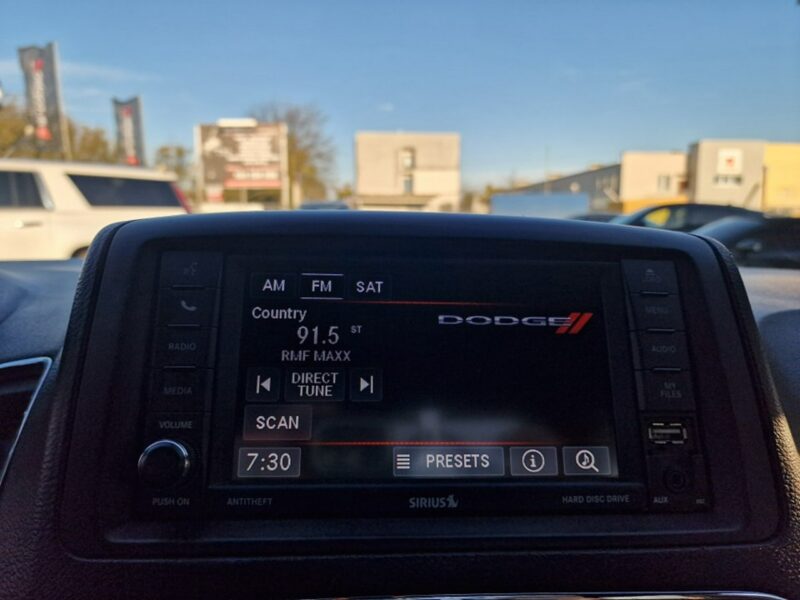 AM FM SAT
Country
91.5 ST
RMF MAXX
DODGE
DIRECT TUNE
SCAN
7:30
PRESETS
RADIO
MEDIA
VOLUME
PUSH ON
ANTITHEFT
SIRIUS
HARD DISC DRIVE
MENU
AUDIO
MY FILES
AUX